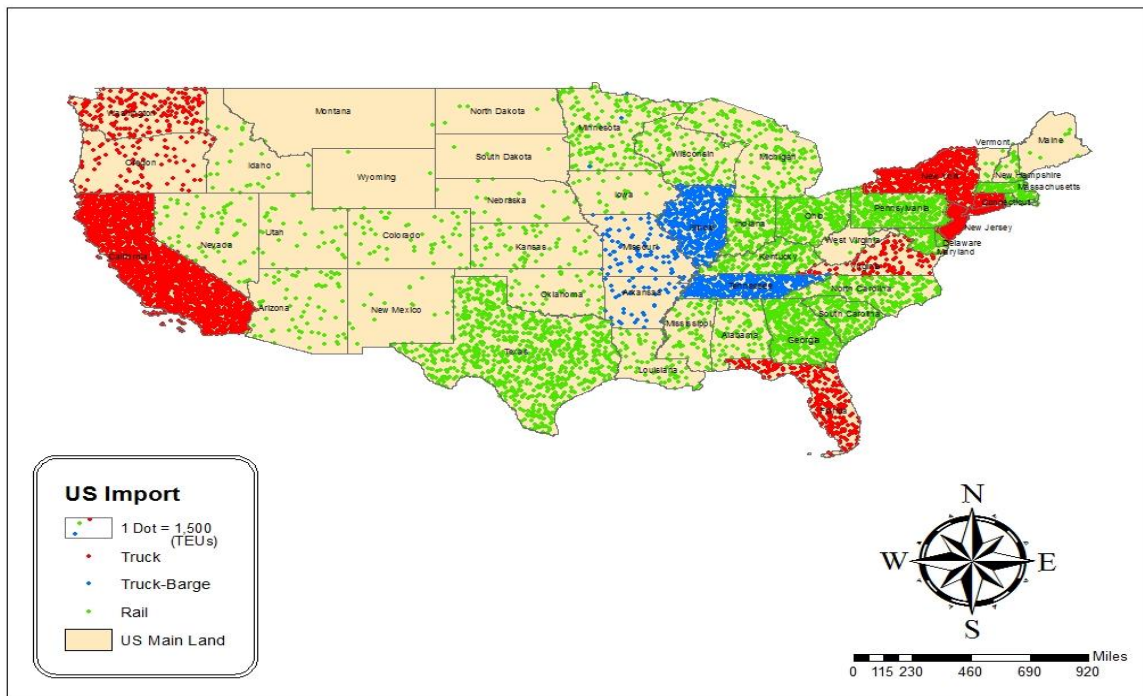 Washington
Montana
North Dakota
Minnesota
Maine
Vermont
Oregon
Idaho
South Dakota
Wisconsin
Michigan
New York
New Hampshire
Massachusetts
Wyoming
Connecticut
Iowa
Nebraska
Pennsylvania
Ohio
Indiana
Illinois
New Jersey
Nevada
Utah
Colorado
Kansas
Missouri
West Virginia
Delaware
Maryland
California
Kentucky
Virginia
Tennessee
North Carolina
Arizona
New Mexico
Oklahoma
Arkansas
South Carolina
Mississippi
Alabama
Georgia
Texas
Louisiana
Florida
US Import
1 Dot = 1,500
(TEUs)
Truck
Truck-Barge
Rail
US Main Land
N
W E
S
Miles
0 115 230 460 690 920